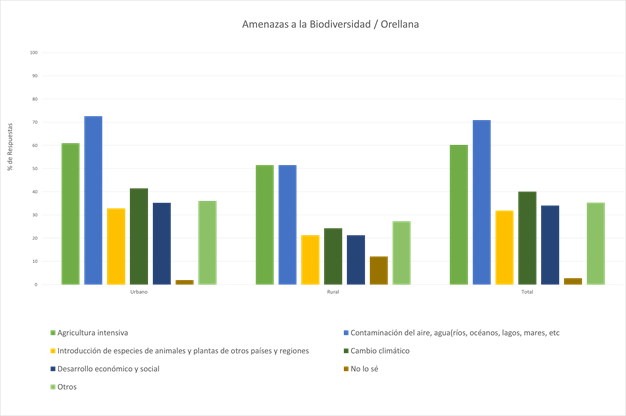 Amenazas a la Biodiversidad / Orellana
% de Respuestas
100
90
80
70
60
50
40
30
20
10
0
Urbano
Rural
Total
Agricultura intensiva
Contaminación del aire, agua(ríos, océanos, lagos, mares, etc
Introducción de especies de animales y plantas de otros países y regiones
Cambio climático
Desarrollo económico y social
No lo sé
Otros